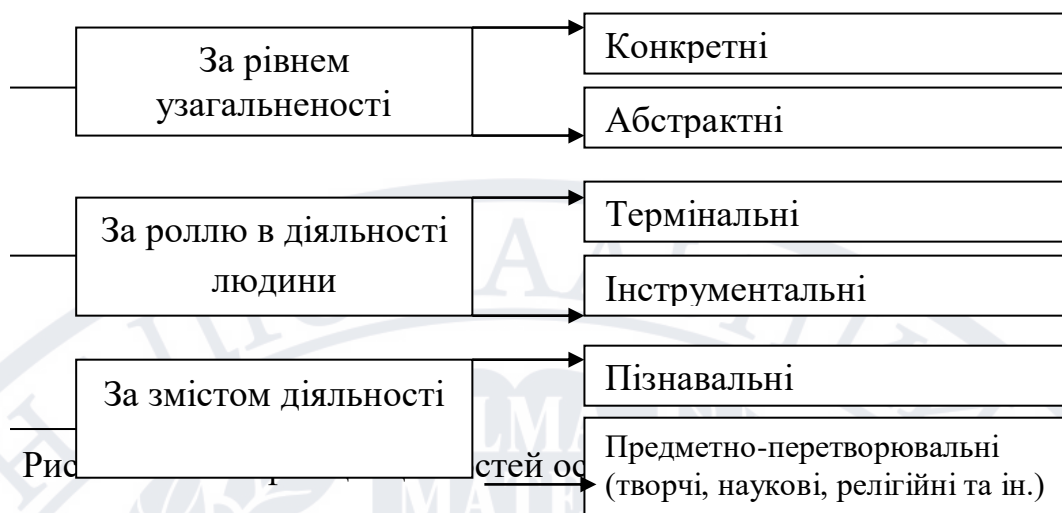 За рівнем
узагальненості
Конкретні
Абстрактні
За роллю в діяльності
людини
Термінальні
Інструментальні
За змістом діяльності
Пізнавальні
Предметно-перетворювальні
(творчі, наукові, релігійні та ін.)